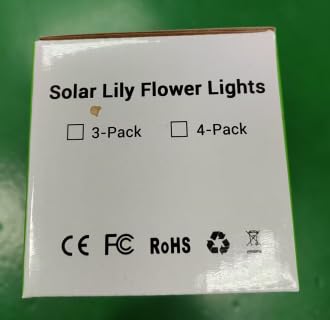 Solar Lily Flower Lights
3-Pack 4-Pack
CE FC RoHS